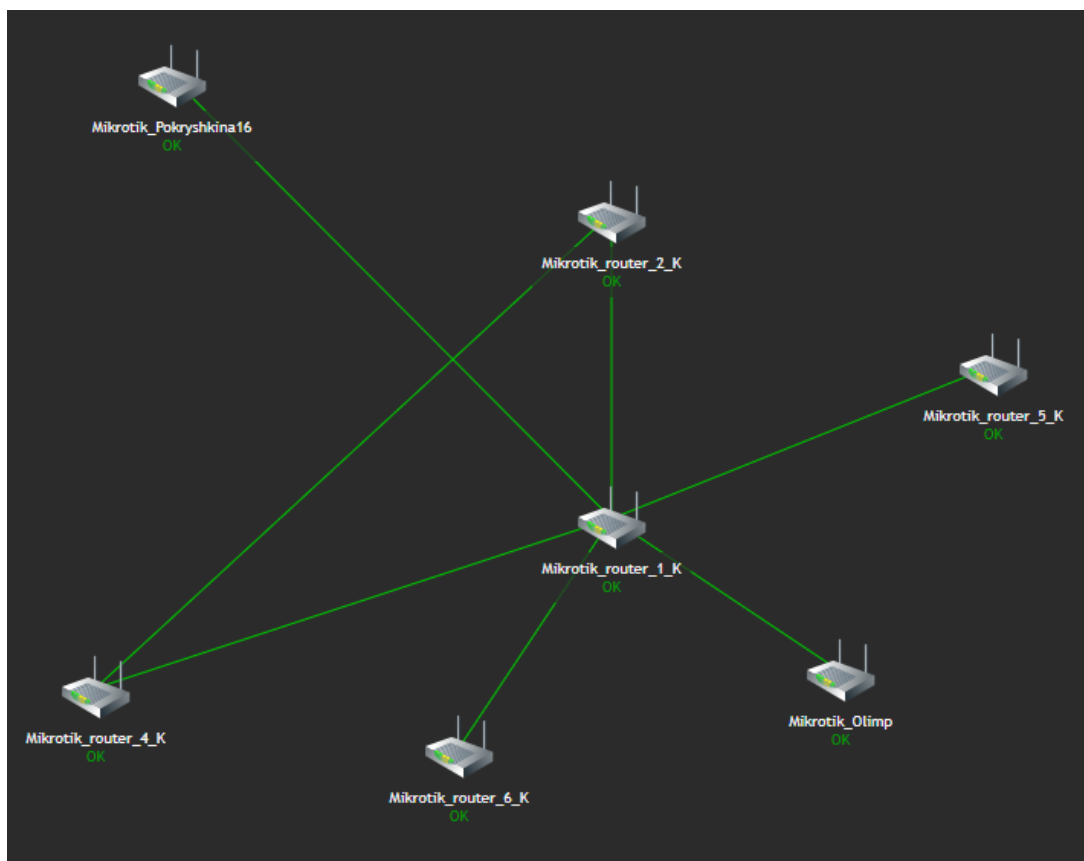 Mikrotik_Pokryshkina16
OK
Mikrotik_router_2_K
OK
Mikrotik_router_5_K
OK
Mikrotik_router_1_K
OK
Mikrotik_Olimp
OK
Mikrotik_router_4_K
OK
Mikrotik_router_6_K
OK